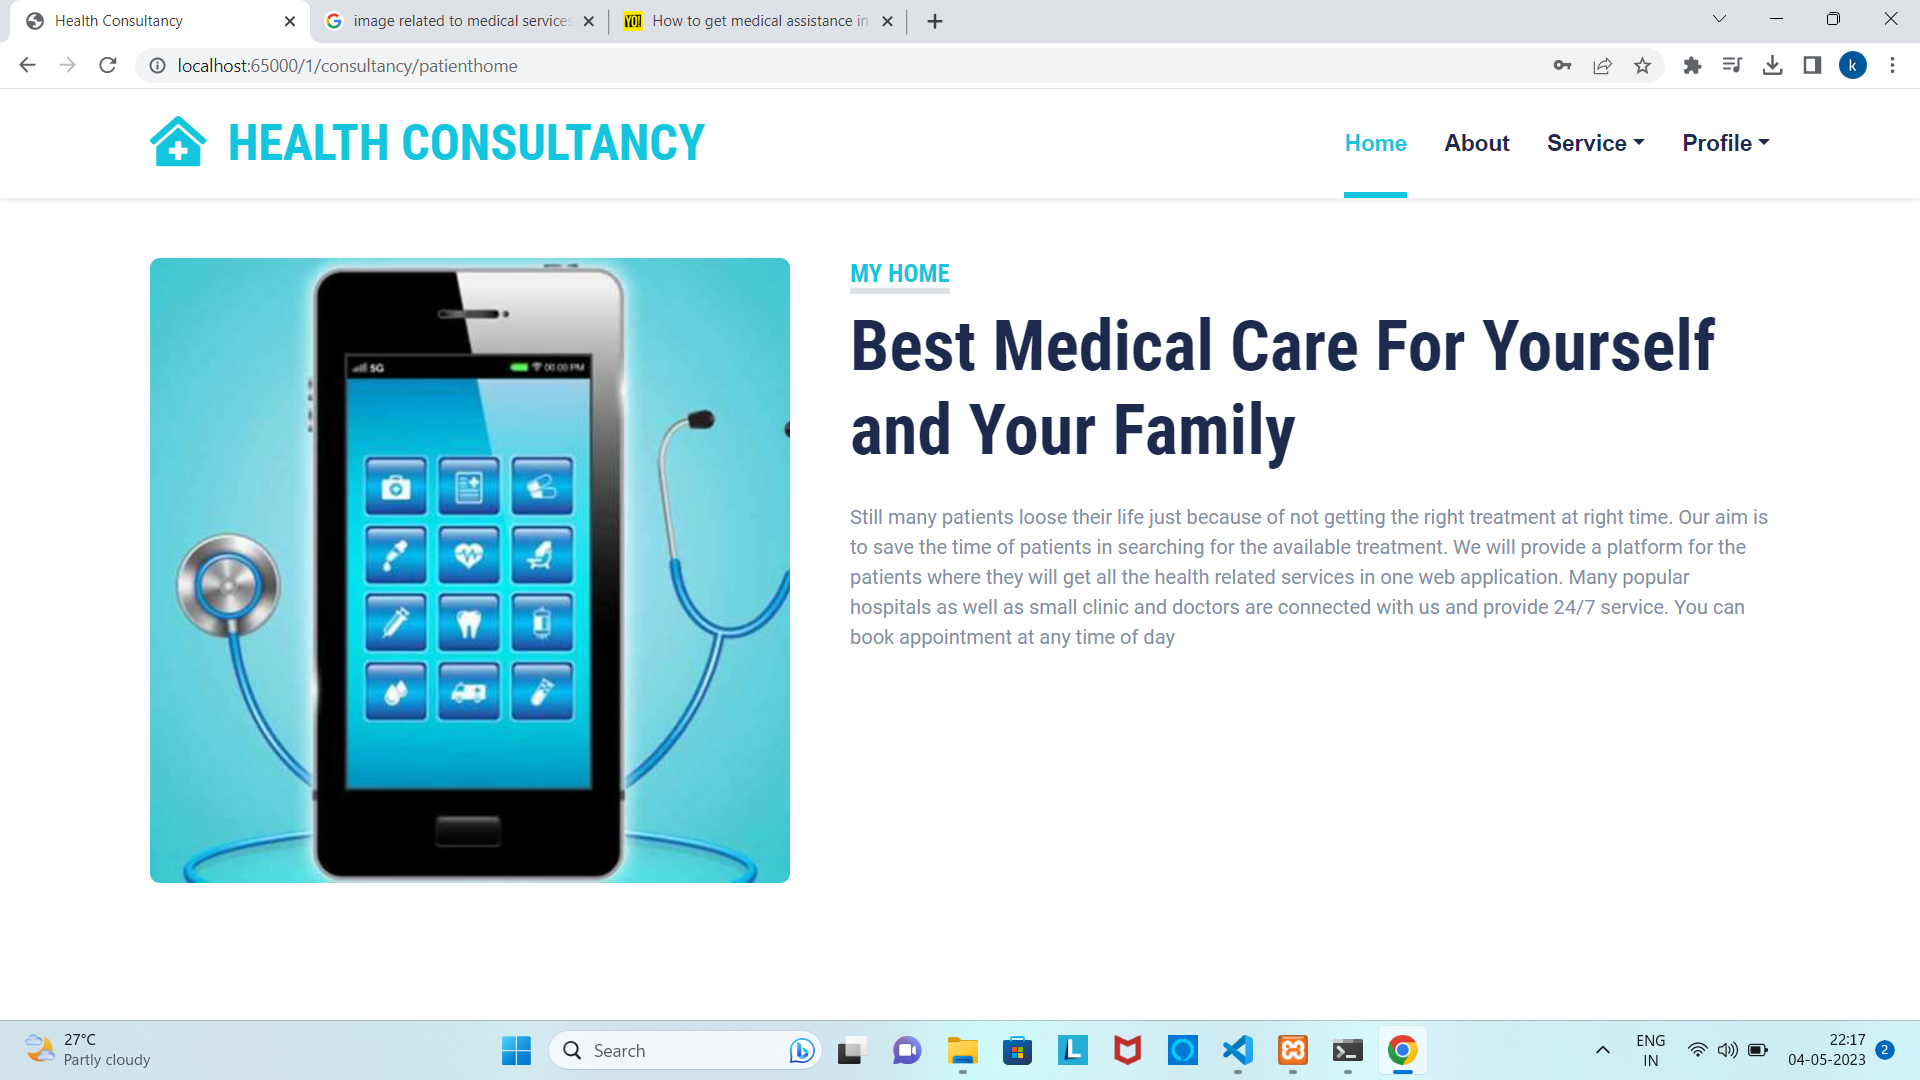 Health Consultancy
image related to medical services
How to get medical assistance in
localhost:65000/1/consultancy/patienthome
k
HEALTH CONSULTANCY
Home
About
Service
Profile
5G
00:00 PM
MY HOME
Best Medical Care For Yourself
and Your Family
Still many patients loose their life just because of not getting the right treatment at right time. Our aim is
to save the time of patients in searching for the available treatment. We will provide a platform for the
patients where they will get all the health related services in one web application. Many popular
hospitals as well as small clinic and doctors are connected with us and provide 24/7 service. You can
book appointment at any time of day
27°C
Partly cloudy
Search
ENG
IN
22:17
04-05-2023
2